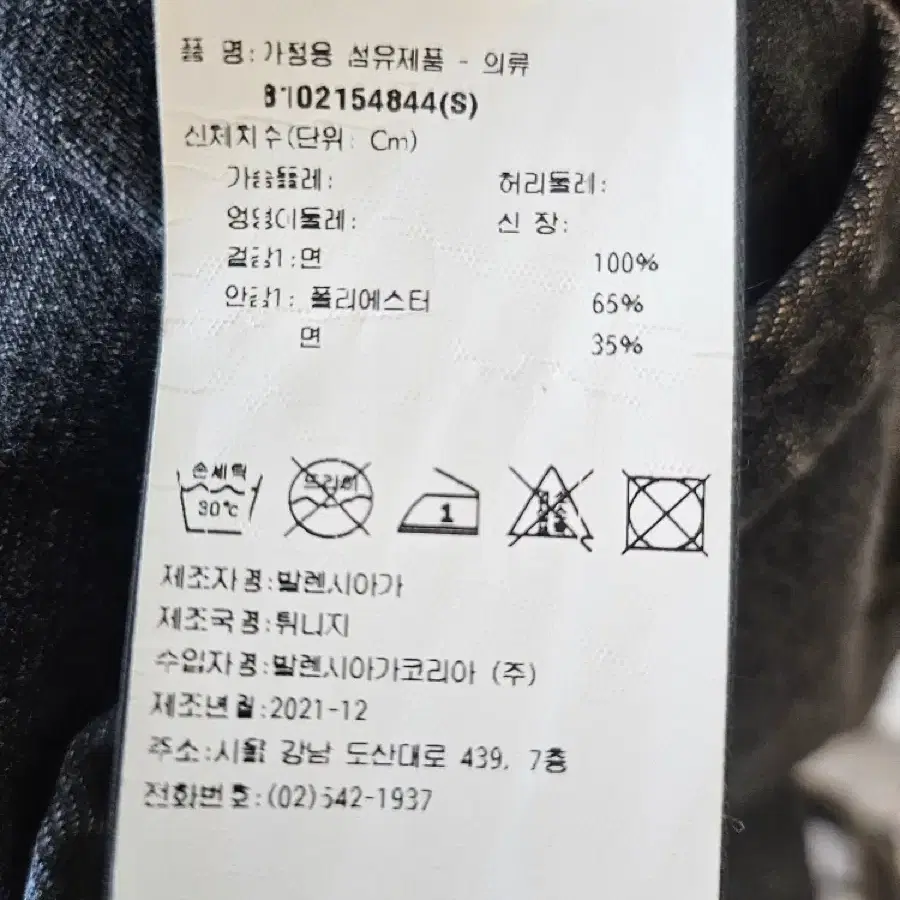 품 명: 가정용 섬유제품 - 의류
8102154844(S)
신체치수(단위: Cm)
가슴둘레: 허리둘레:
엉덩이둘레: 신 장:
겉감1:면 100%
안감1: 폴리에스터 65%
면 35%
손세탁 드라이
30℃ 1 염소
표백
제조자명:발렌시아가
제조국명:튀니지
수입자명:발렌시아가코리아 (주)
제조년월:2021-12
주소:서울 강남 도산대로 439, 7층
전화번호:(02)542-1937